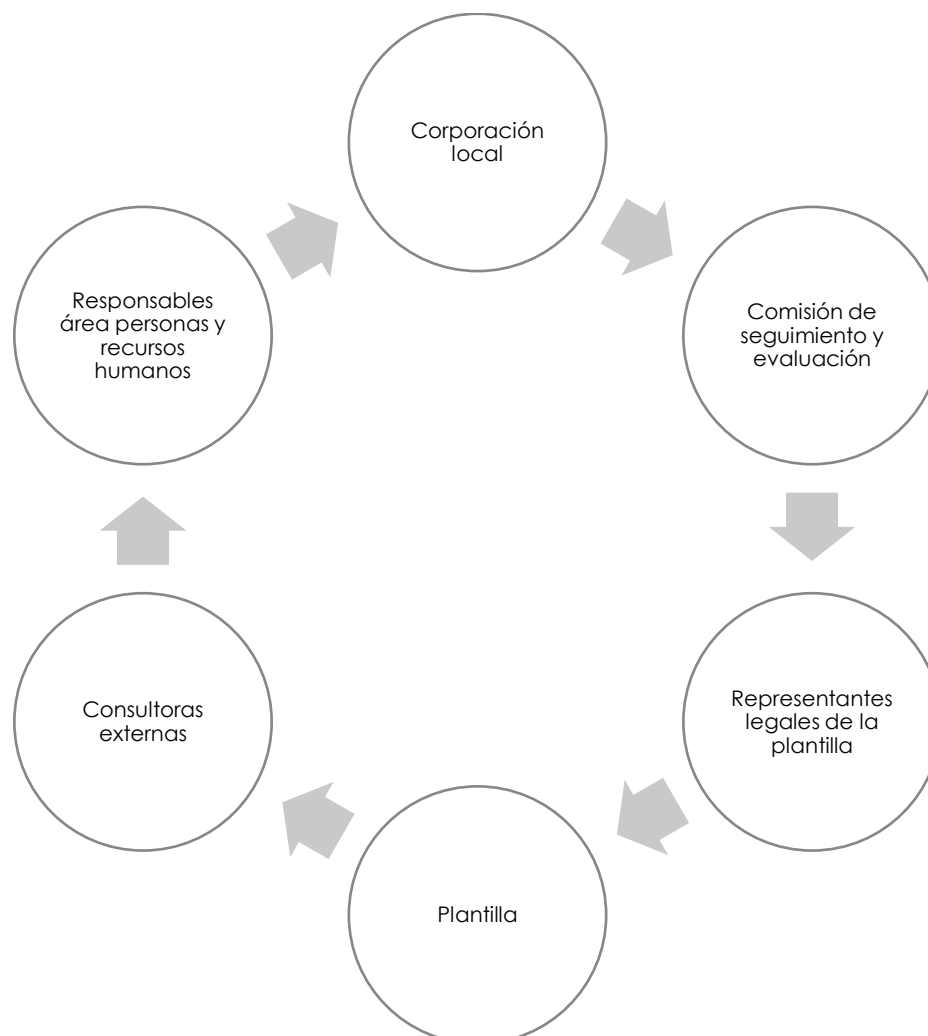 Corporación
local
Comisión de
seguimiento y
evaluación
Representantes
legales de la
plantilla
Plantilla
Consultoras
externas
Responsables
área personas y
recursos
humanos